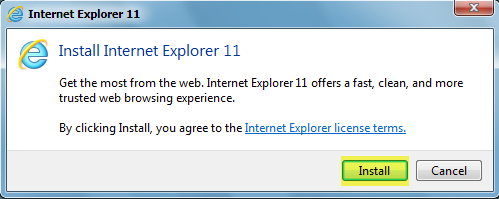 Internet Explorer 11
Install Internet Explorer 11
Get the most from the web. Internet Explorer 11 offers a fast, clean, and more
trusted web browsing experience.
By clicking Install, you agree to the Internet Explorer license terms.
Install Cancel